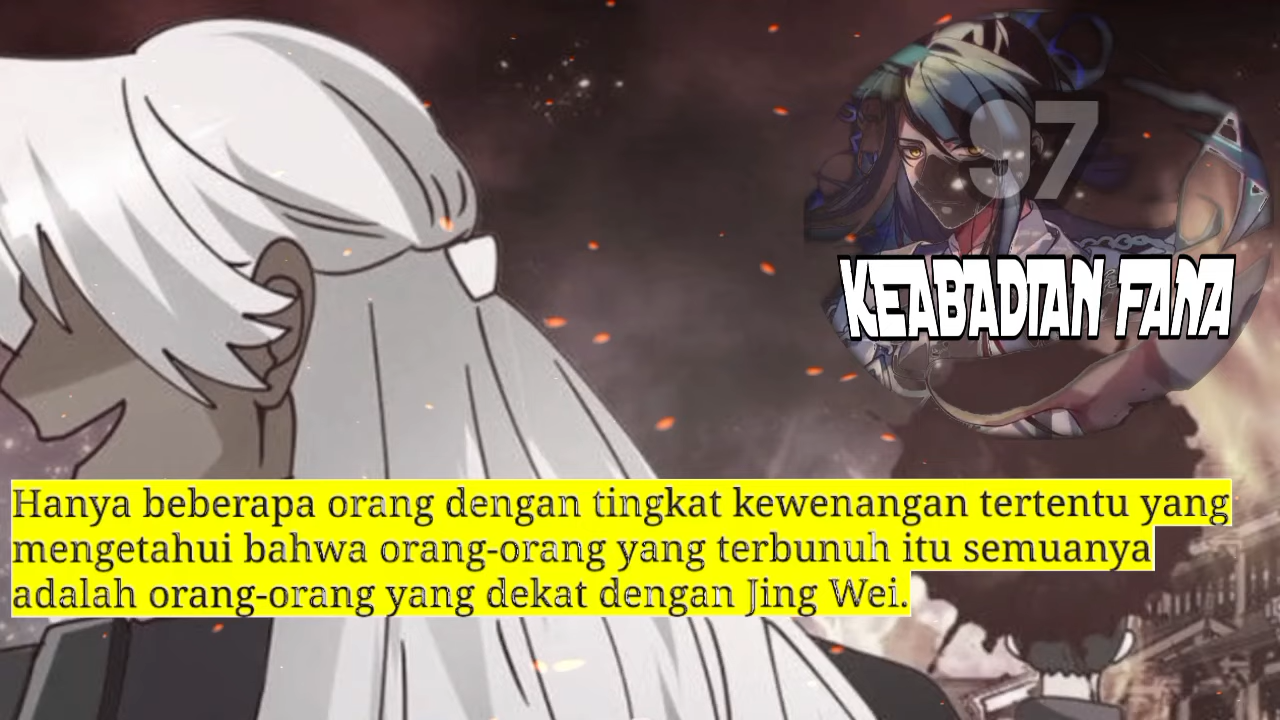 97
KEABADIAN FANA
Hanya beberapa orang dengan tingkat kewenangan tertentu yang
mengetahui bahwa orang-orang yang terbunuh itu semuanya
adalah orang-orang yang dekat dengan Jing Wei.